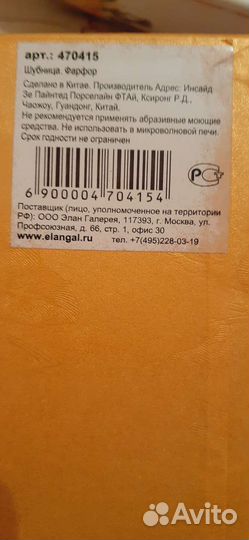 арт.: 470415
Шубница. Фарфор
Сделано в Китае. Производитель Адрес: Инсайд
Зе Пайнтед Порселайн ФТАй, Ксиронг Р.Д.,
Чаожоу, Гуандонг, Китай.
Не рекомендуется применять абразивные моющие
средства. Не использовать в микроволновой печи.
Срок годности не ограничен
6 900004 704154
Поставщик (лицо, уполномоченное на территории
РФ): ООО Элан Галерея, 117393, г. Москва, ул.
Профсоюзная, д. 66, стр. 1, офис 30
www.elangal.ru тел. +7(495)228-03-19
Avito